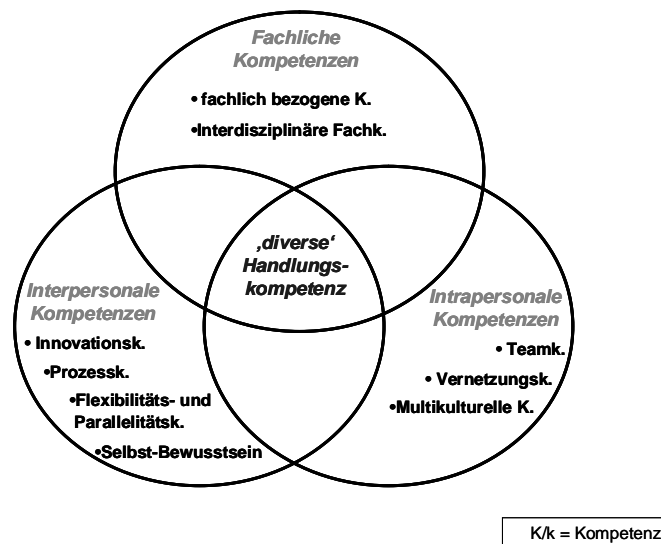 Fachliche
Kompetenzen
• fachlich bezogene K.
• Interdisziplinäre Fachk.
‚diverse‘
Handlungs-
kompetenz
Interpersonale
Kompetenzen
• Innovationsk.
•Prozessk.
•Flexibilitäts- und
Parallelitätsk.
•Selbst-Bewusstsein
Intrapersonale
Kompetenzen
• Teamk.
• Vernetzungsk.
•Multikulturelle K.
K/k = Kompetenz